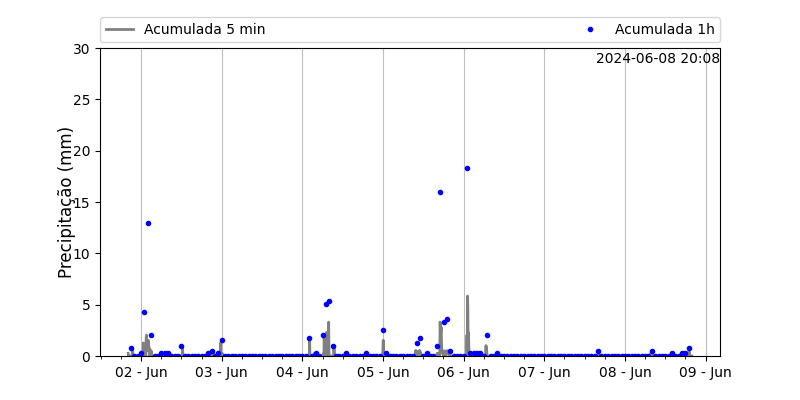 Acumulada 5 min
Acumulada 1h
2024-06-08 20:08
Precipitação (mm)
30
25
20
15
10
5
0
02 - Jun
03 - Jun
04 - Jun
05 - Jun
06 - Jun
07 - Jun
08 - Jun
09 - Jun